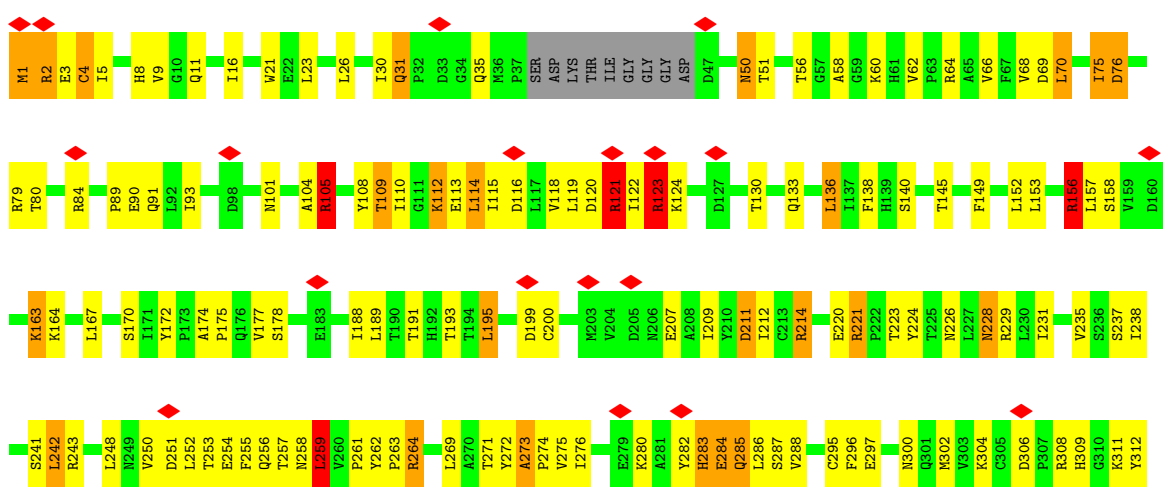 M1 R2 E3 C4 I5 H8 V9 G10 Q11 I16 W21 E22 L23 L26 I30 Q31 P32 D33 G34 Q35 M36 P37 SER ASP LYS THR ILE GLY GLY GLY ASP D47 N50 T51 T56 G57 A58 G59 K60 H61 V62 P63 R64 A65 V66 F67 V68 D69 L70 I75 D76
R79 T80 R84 P89 E90 Q91 L92 I93 D98 N101 A104 R105 Y108 T109 I110 G111 K112 E113 L114 I115 D116 L117 V118 L119 D120 R121 I122 R123 K124 D127 T130 Q133 L136 I137 F138 H139 S140 T145 F149 L152 L153 R156 L157 S158 V159 D160
K163 K164 L167 S170 I171 Y172 P173 A174 P175 Q176 V177 S178 E183 I188 L189 T190 T191 H192 T193 T194 L195 D199 C200 M203 V204 D205 N206 E207 A208 I209 Y210 D211 I212 C213 R214 E220 R221 P222 T223 Y224 T225 N226 L227 N228 R229 L230 I231 V235 S236 S237 I238
S241 L242 R243 L248 N249 V250 D251 L252 T253 E254 F255 Q256 T257 N258 L259 V260 P261 Y262 P263 R264 L269 A270 T271 Y272 A273 P274 V275 I276 E279 K280 A281 Y282 H283 E284 Q285 L286 S287 V288 C295 F296 E297 N300 Q301 M302 V303 K304 C305 D306 P307 R308 H309 G310 K311 Y312